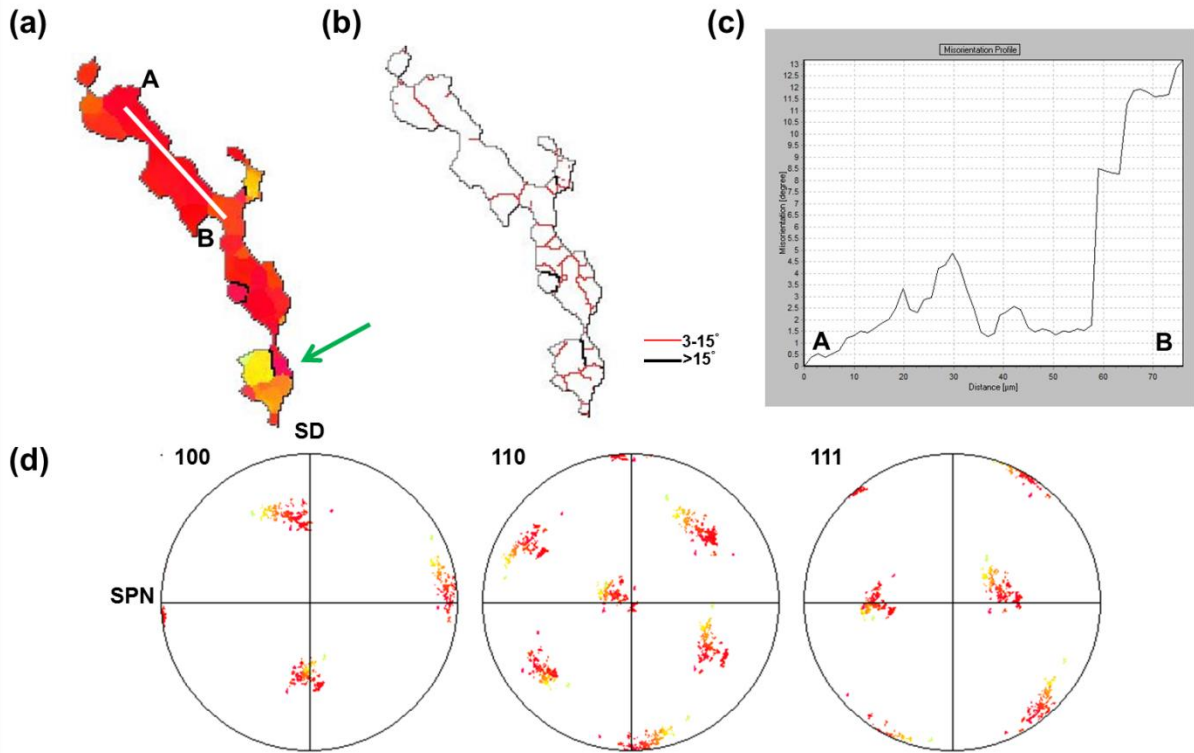 (a)
A
B
(b)
3-15°
>15°
(c)
Misorientation Profile
Misorientation [degree]
13
12.5
12
11.5
11
10.5
10
9.5
9
8.5
8
7.5
7
6.5
6
5.5
5
4.5
4
3.5
3
2.5
2
1.5
1
0.5
0
A
B
0 10 20 30 40 50 60 70
Distance [µm]
(d)
SD
SPN
100
110
111